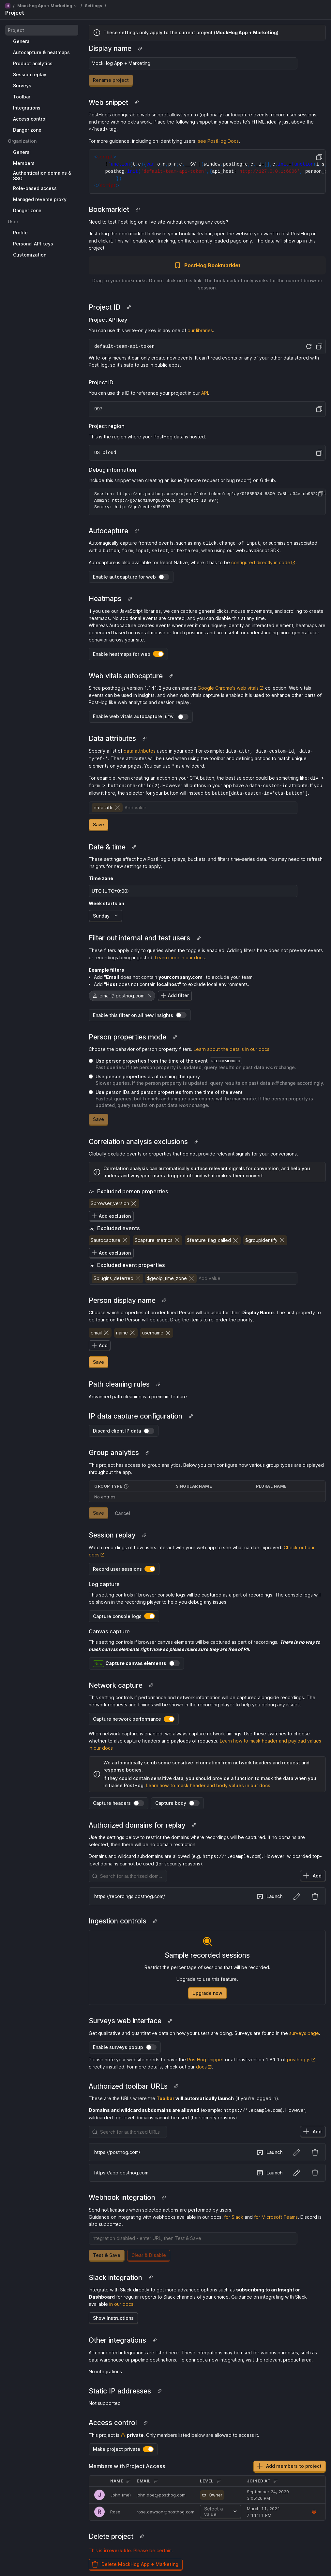 MockHog App + Marketing / Settings /
Project
Project
General
Autocapture & heatmaps
Product analytics
Session replay
Surveys
Toolbar
Integrations
Access control
Danger zone
Organization
General
Members
Authentication domains &
SSO
Role-based access
Managed reverse proxy
Danger zone
User
Profile
Personal API keys
Customization
These settings only apply to the current project (MockHog App + Marketing).
Display name
MockHog App + Marketing
Rename project
Web snippet
PostHog's configurable web snippet allows you to (optionally) autocapture events, record user sessions, and
more with no extra work. Place the following snippet in your website's HTML, ideally just above the
</head> tag.
For more guidance, including on identifying users, see PostHog Docs.
Bookmarklet
Need to test PostHog on a live site without changing any code?
Just drag the bookmarklet below to your bookmarks bar, open the website you want to test PostHog on
and click it. This will enable our tracking, on the currently loaded page only. The data will show up in this
project.
PostHog Bookmarklet
Drag to your bookmarks. Do not click on this link. The bookmarklet only works for the current browser
session.
Project ID
Project API key
You can use this write-only key in any one of our libraries.
default-team-api-token
Write-only means it can only create new events. It can't read events or any of your other data stored with
PostHog, so it's safe to use in public apps.
Project ID
You can use this ID to reference your project in our API.
997
Project region
This is the region where your PostHog data is hosted.
US Cloud
Debug information
Include this snippet when creating an issue (feature request or bug report) on GitHub.
Admin: http://go/adminOrgUS/ABCD (project ID 997)
Sentry: http://go/sentryUS/997
Autocapture
Automagically capture frontend events, such as any click, change of input, or submission associated
with a button, form, input, select, or textarea, when using our web JavaScript SDK.
Autocapture is also available for React Native, where it has to be configured directly in code.
Enable autocapture for web
Heatmaps
If you use our JavaScript libraries, we can capture general clicks, mouse movements, and scrolling to create
heatmaps. No additional events are created, and you can disable this at any time.
Whereas Autocapture creates events whenever it can uniquely identify an interacted element, heatmaps are
generated based on overall mouse or touch positions and are useful for understanding more general user
behavior across your site.
Enable heatmaps for web
Web vitals autocapture
Since posthog-js version 1.141.2 you can enable Google Chrome's web vitals collection. Web vitals events
can be used in insights, and when web vitals capture is enabled it is used to enhance other parts of
PostHog like web analytics and session replay.
Enable web vitals autocapture NEW
Data attributes
Specify a list of data attributes used in your app. For example: data-attr, data-custom-id, data-
myref-*. These attributes will be used when using the toolbar and defining actions to match unique
elements on your pages. You can use * as a wildcard.
For example, when creating an action on your CTA button, the best selector could be something like: div >
form > button:nth-child(2). However all buttons in your app have a data-custom-id attribute. If you
allow it here, the selector for your button will instead be button[data-custom-id='cta-button']
data-attr Add value
Save
Date & time
These settings affect how PostHog displays, buckets, and filters time-series data. You may need to refresh
insights for new settings to apply.
Time zone
UTC (UTC±0:00)
Week starts on
Sunday
Filter out internal and test users
These filters apply only to queries when the toggle is enabled. Adding filters here does not prevent events
or recordings being ingested. Learn more in our docs.
Example filters
Add "Email does not contain yourcompany.com" to exclude your team.
Add "Host does not contain localhost" to exclude local environments.
email ∌ posthog.com Add filter
Enable this filter on all new insights
Person properties mode
Choose the behavior of person property filters. Learn about the details in our docs.
Use person properties from the time of the event RECOMMENDED
Fast queries. If the person property is updated, query results on past data won't change.
Use person properties as of running the query
Slower queries. If the person property is updated, query results on past data will change accordingly.
Use person IDs and person properties from the time of the event
Fastest queries, but funnels and unique user counts will be inaccurate. If the person property is
updated, query results on past data won't change.
Save
Correlation analysis exclusions
Globally exclude events or properties that do not provide relevant signals for your conversions.
Correlation analysis can automatically surface relevant signals for conversion, and help you
understand why your users dropped off and what makes them convert.
Excluded person properties
$browser_version
Add exclusion
Excluded events
$autocapture $capture_metrics $feature_flag_called $groupidentify
Add exclusion
Excluded event properties
$plugins_deferred $geoip_time_zone Add value
Person display name
Choose which properties of an identified Person will be used for their Display Name. The first property to
be found on the Person will be used. Drag the items to re-order the priority.
email name username
Add
Save
Path cleaning rules
Advanced path cleaning is a premium feature.
IP data capture configuration
Discard client IP data
Group analytics
This project has access to group analytics. Below you can configure how various group types are displayed
throughout the app.
GROUP TYPE SINGULAR NAME PLURAL NAME
No entries
Save Cancel
Session replay
Watch recordings of how users interact with your web app to see what can be improved. Check out our
docs
Record user sessions
Log capture
This setting controls if browser console logs will be captured as a part of recordings. The console logs will
be shown in the recording player to help you debug any issues.
Capture console logs
Canvas capture
This setting controls if browser canvas elements will be captured as part of recordings. There is no way to
mask canvas elements right now so please make sure they are free of PII.
Capture canvas elements
Network capture
This setting controls if performance and network information will be captured alongside recordings. The
network requests and timings will be shown in the recording player to help you debug any issues.
Capture network performance
When network capture is enabled, we always capture network timings. Use these switches to choose
whether to also capture headers and payloads of requests. Learn how to mask header and payload values
in our docs
We automatically scrub some sensitive information from network headers and request and
response bodies.
If they could contain sensitive data, you should provide a function to mask the data when you
initialise PostHog. Learn how to mask header and body values in our docs
Capture headers Capture body
Authorized domains for replay
Use the settings below to restrict the domains where recordings will be captured. If no domains are
selected, then there will be no domain restriction.
Domains and wildcard subdomains are allowed (e.g. https://*.example.com). However, wildcarded top-
level domains cannot be used (for security reasons).
Search for authorized dom... Add
https://recordings.posthog.com/ Launch
Ingestion controls
Sample recorded sessions
Restrict the percentage of sessions that will be recorded.
Upgrade to use this feature.
Upgrade now
Surveys web interface
Get qualitative and quantitative data on how your users are doing. Surveys are found in the surveys page.
Enable surveys popup
Please note your website needs to have the PostHog snippet or at least version 1.81.1 of posthog-js
directly installed. For more details, check out our docs.
Authorized toolbar URLs
These are the URLs where the Toolbar will automatically launch (if you're logged in).
Domains and wildcard subdomains are allowed (example: https://*.example.com). However,
wildcarded top-level domains cannot be used (for security reasons).
Search for authorized URLs Add
https://posthog.com/ Launch
https://app.posthog.com Launch
Webhook integration
Send notifications when selected actions are performed by users.
Guidance on integrating with webhooks available in our docs, for Slack and for Microsoft Teams. Discord is
also supported.
integration disabled - enter URL, then Test & Save
Test & Save Clear & Disable
Slack integration
Integrate with Slack directly to get more advanced options such as subscribing to an Insight or
Dashboard for regular reports to Slack channels of your choice. Guidance on integrating with Slack
available in our docs.
Show Instructions
Other integrations
All connected integrations are listed here. These integrations may be used for various purposes, such as
data warehouse or pipeline destinations. To connect a new integration, visit the relevant product area.
No integrations
Static IP addresses
Not supported
Access control
This project is private. Only members listed below are allowed to access it.
Make project private
Members with Project Access Add members to project
NAME EMAIL LEVEL JOINED AT
J John (me) john.doe@posthog.com Owner September 24, 2020
R Rose rose.dawson@posthog.com Select a value March 11, 2021
7:11:11 PM
Delete project
This is irreversible. Please be certain.
Delete MockHog App + Marketing